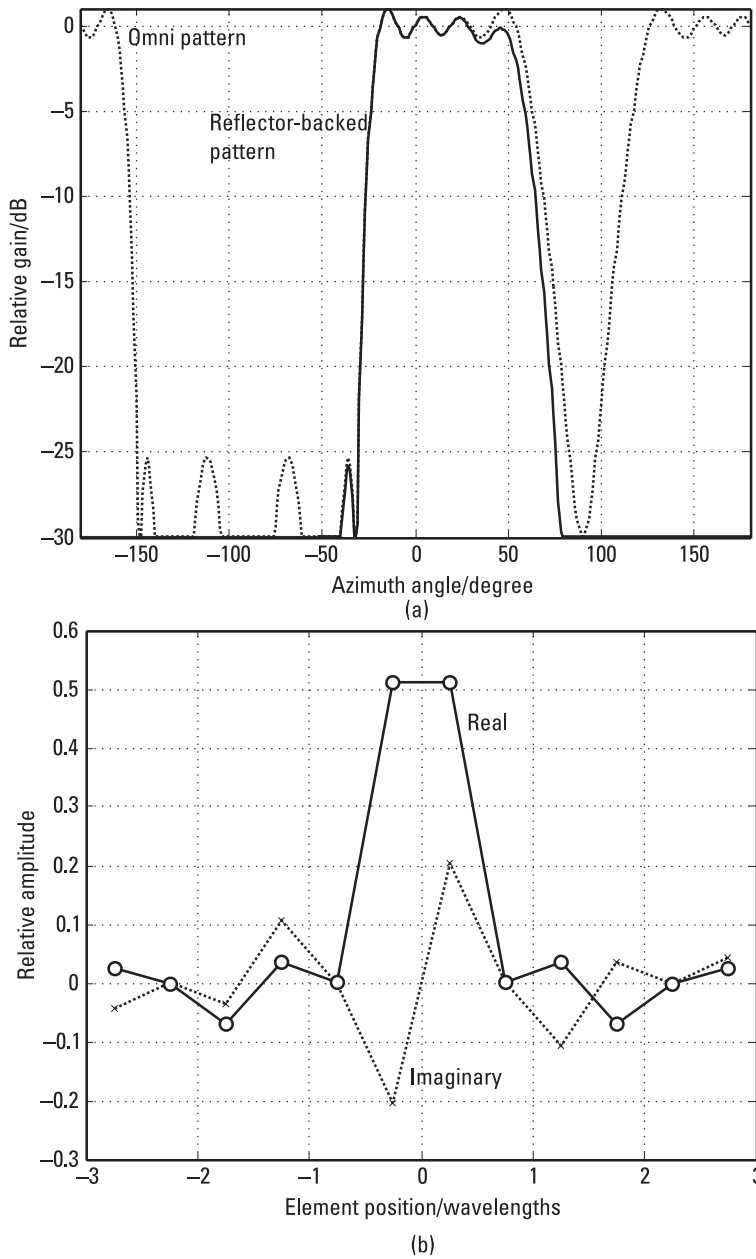 0
Omni pattern
−5
Reflector-backed
pattern
−10
−15
−20
−25
−30
Relative gain/dB
−150 −100 −50 0 50 100 150
Azimuth angle/degree
(a)
0.6
0.5
Real
0.4
0.3
0.2
0.1
0
−0.1
Imaginary
−0.2
−0.3
Relative amplitude
−3 −2 −1 0 1 2 3
Element position/wavelengths
(b)